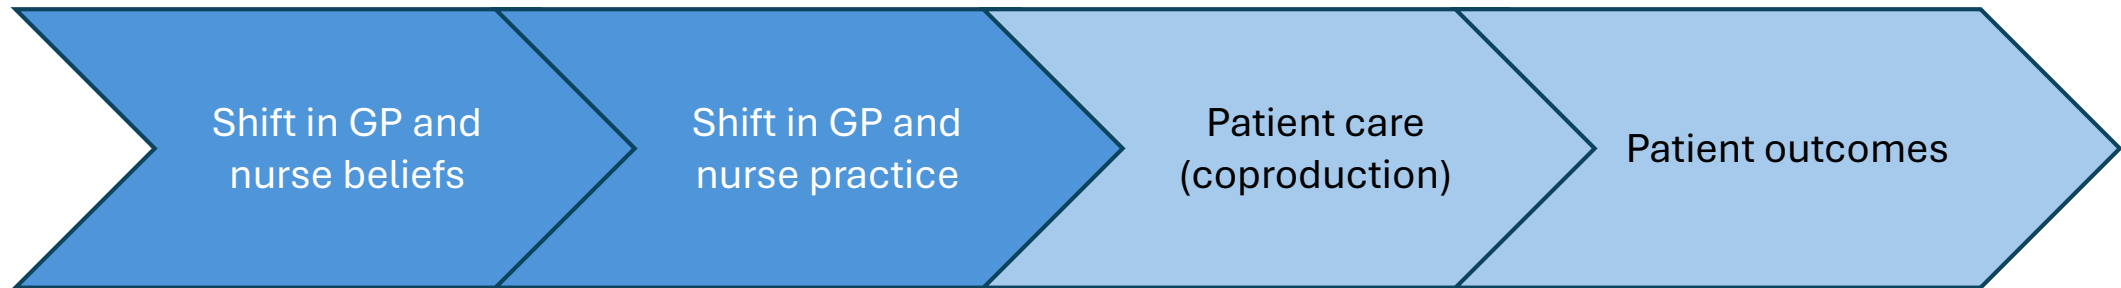 Shift in GP and
nurse beliefs
Shift in GP and
nurse practice
Patient care
(coproduction)
Patient outcomes